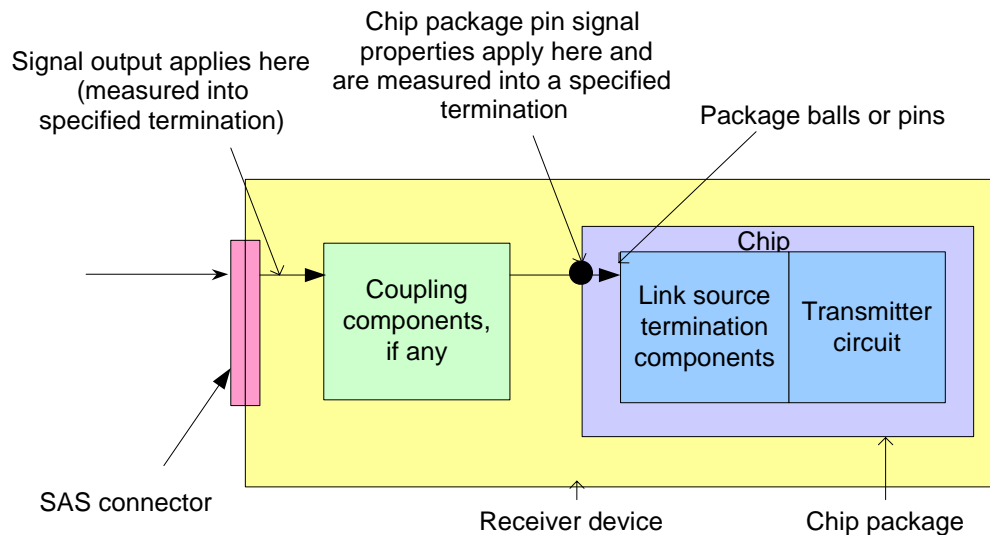 Chip package pin signal
properties apply here and
are measured into a specified
termination
Signal output applies here
(measured into
specified termination)
Package balls or pins
Chip
Coupling
components,
if any
Link source
termination
components
Transmitter
circuit
SAS connector
Receiver device
Chip package